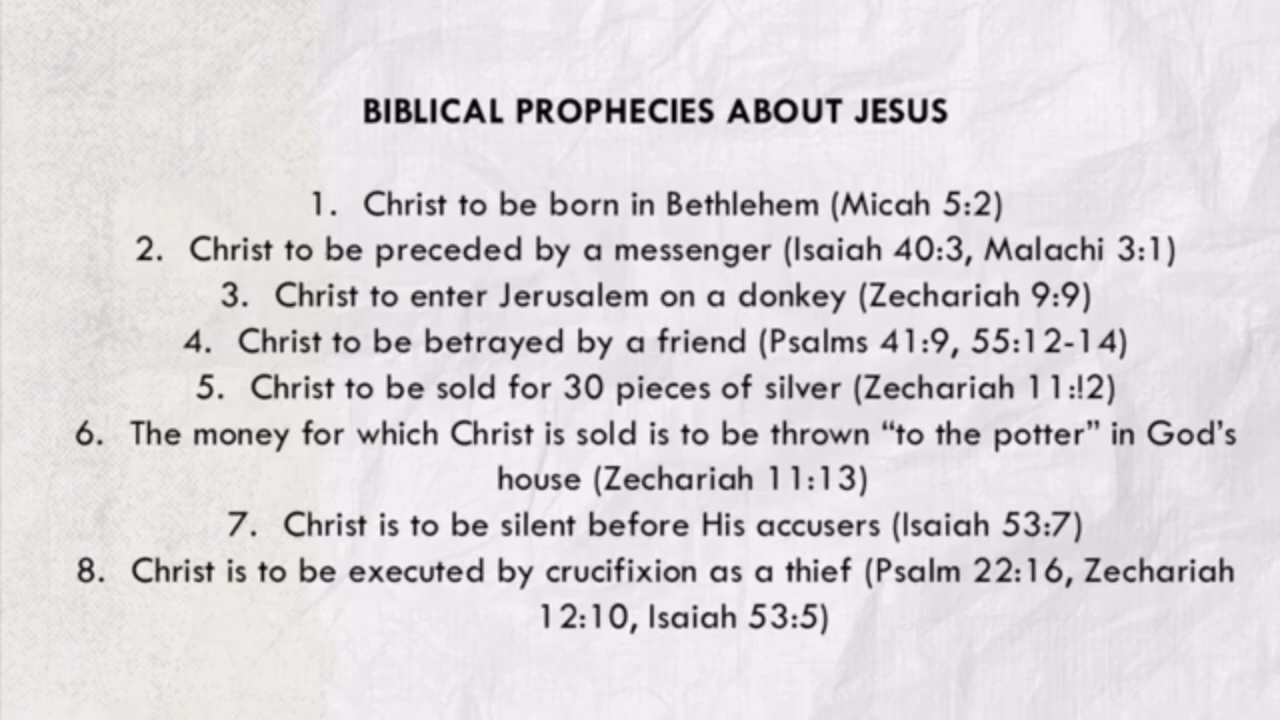 BIBLICAL PROPHECIES ABOUT JESUS
1. Christ to be born in Bethlehem (Micah 5:2)
2. Christ to be preceded by a messenger (Isaiah 40:3, Malachi 3:1)
3. Christ to enter Jerusalem on a donkey (Zechariah 9:9)
4. Christ to be betrayed by a friend (Psalms 41:9, 55:12-14)
5. Christ to be sold for 30 pieces of silver (Zechariah 11:!2)
6. The money for which Christ is sold is to be thrown “to the potter” in God’s
house (Zechariah 11:13)
7. Christ is to be silent before His accusers (Isaiah 53:7)
8. Christ is to be executed by crucifixion as a thief (Psalm 22:16, Zechariah
12:10, Isaiah 53:5)